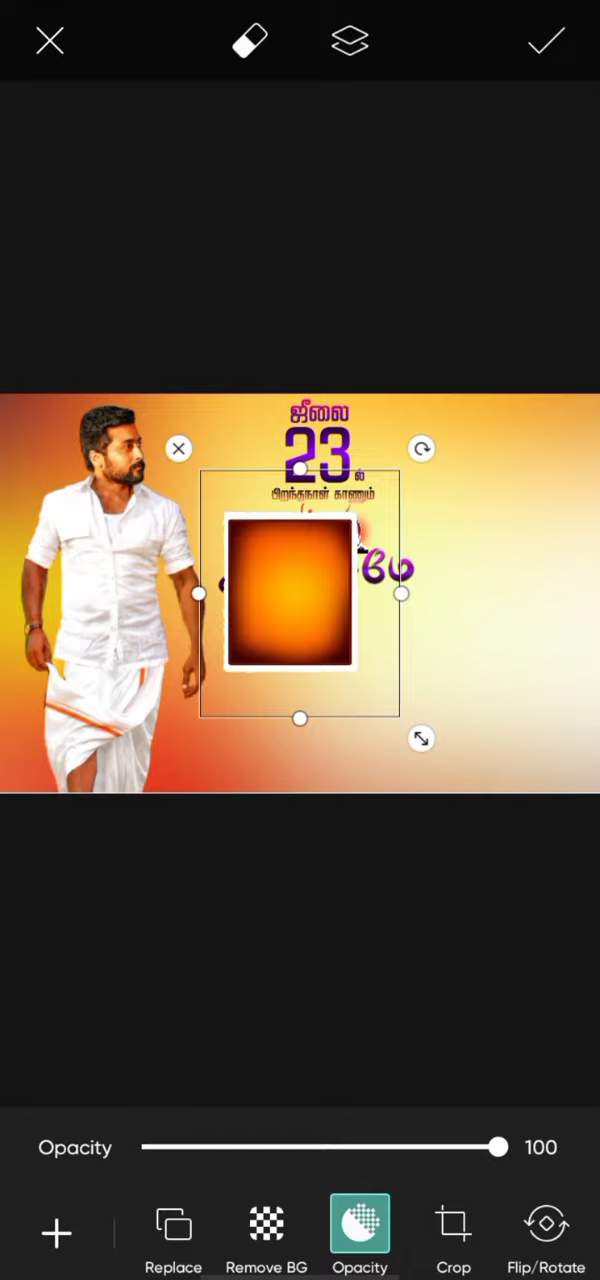 ஜீலை
23
ல்
பிறந்தநாள் காணும்
மே
Opacity
100
Replace
Remove BG
Opacity
Crop
Flip/Rotate